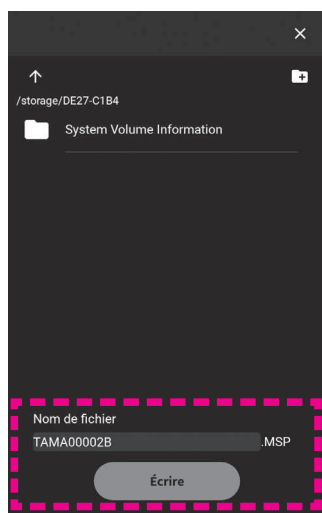 /storage/DE27-C1B4
System Volume Information
Nom de fichier
TAMA00002B .MSP
Écrire